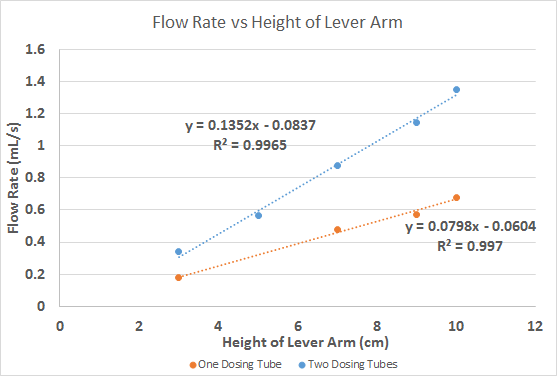 Flow Rate vs Height of Lever Arm
1.6
1.4
1.2
1
0.8
0.6
0.4
0.2
0
Flow Rate (mL/s)
y = 0.1352x - 0.0837
R² = 0.9965
y = 0.0798x - 0.0604
R² = 0.997
0 2 4 6 8 10 12
Height of Lever Arm (cm)
One Dosing Tube Two Dosing Tubes